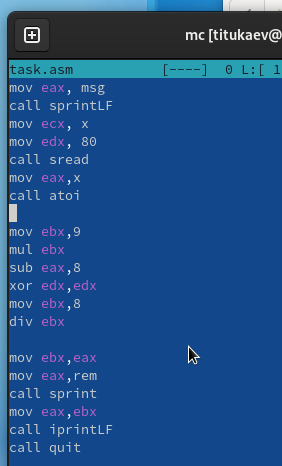 mc [titukaev@
task.asm [----] 0 L:[ 1
mov eax, msg
call sprintLF
mov ecx, x
mov edx, 80
call sread
mov eax,x
call atoi
mov ebx,9
mul ebx
sub eax,8
xor edx,edx
mov ebx,8
div ebx
mov ebx,eax
mov eax,rem
call sprint
mov eax,ebx
call iprintLF
call quit